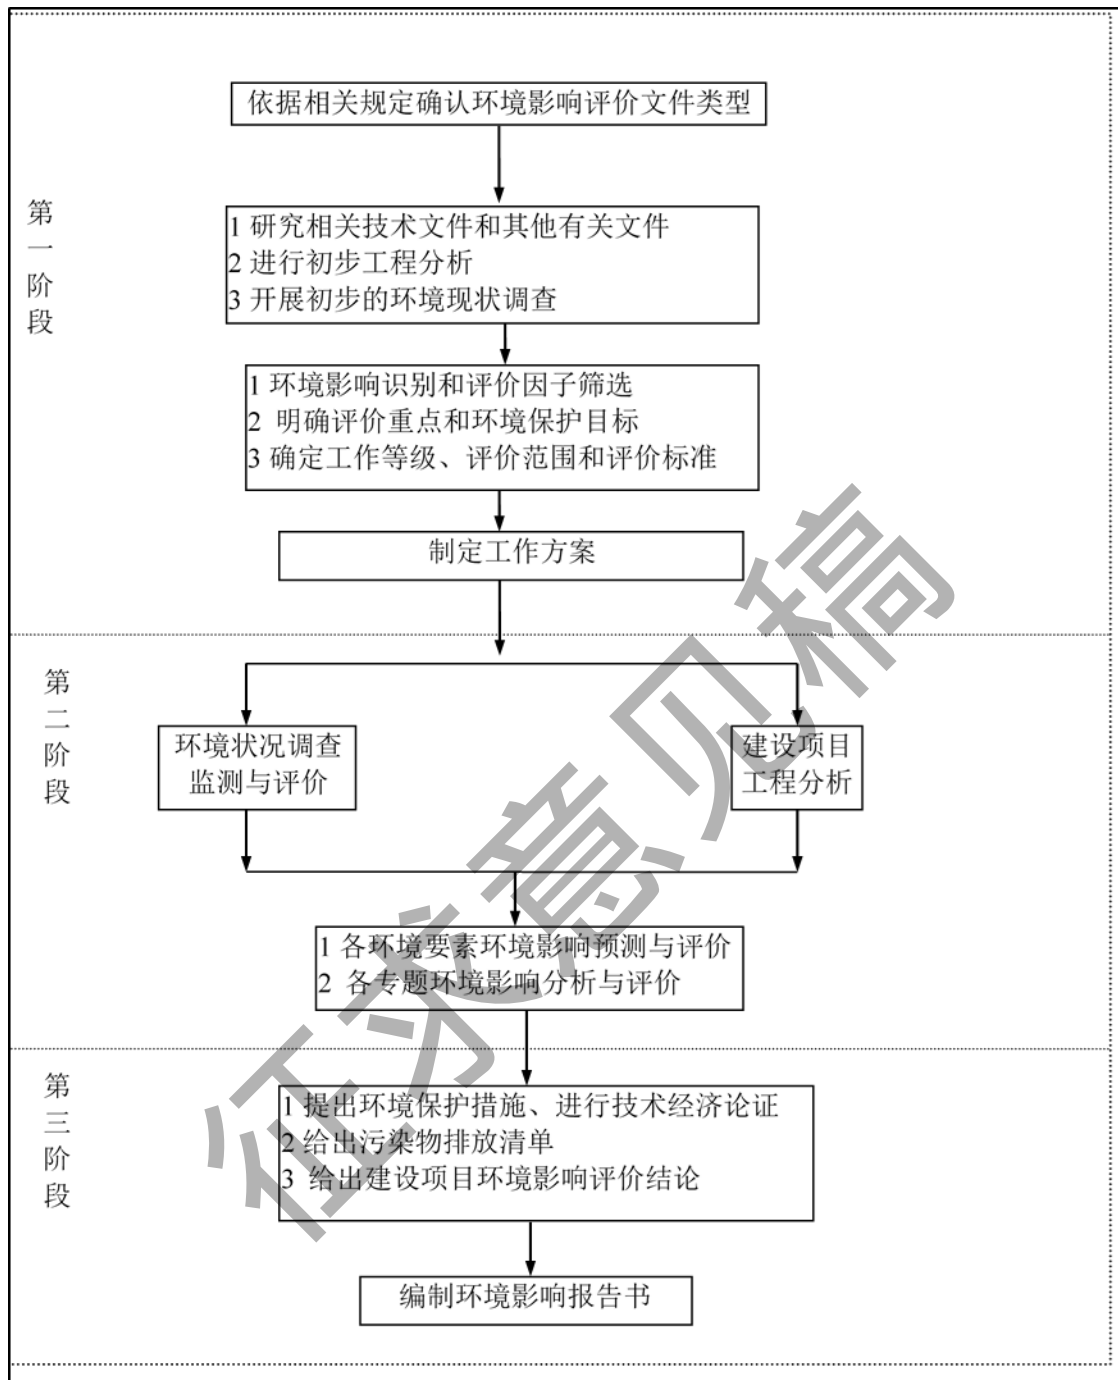 依据相关规定确认环境影响评价文件类型
第一阶段
1 研究相关技术文件和其他有关文件
2 进行初步工程分析
3 开展初步的环境现状调查
1 环境影响识别和评价因子筛选
2 明确评价重点和环境保护目标
3 确定工作等级、评价范围和评价标准
制定工作方案
第二阶段
环境状况调查
监测与评价
建设项目
工程分析
1 各环境要素环境影响预测与评价
2 各专题环境影响分析与评价
第三阶段
1 提出环境保护措施、进行技术经济论证
2 给出污染物排放清单
3 给出建设项目环境影响评价结论
编制环境影响报告书
征求意见稿